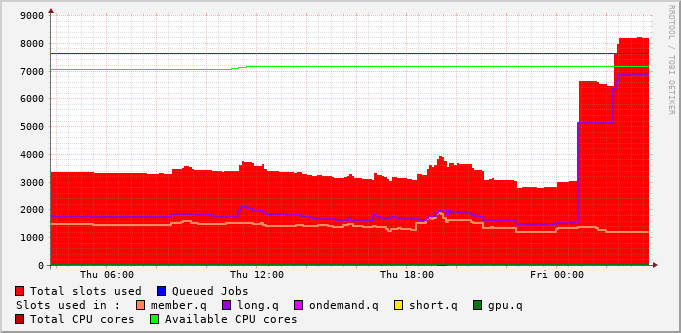 9000
8000
7000
6000
5000
4000
3000
2000
1000
0
Thu 06:00 Thu 12:00 Thu 18:00 Fri 00:00
RRDTOOL / TOBI OETIKER
Total slots used Queued Jobs
Slots used in : member.q long.q ondemand.q short.q gpu.q
Total CPU cores Available CPU cores